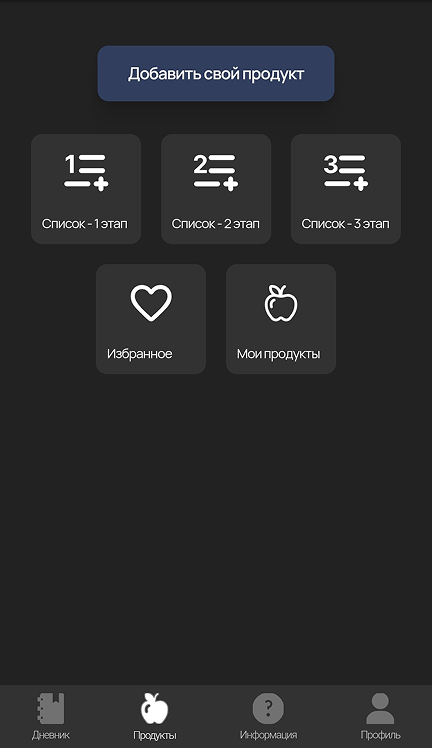 Добавить свой продукт
1 2 3
Список - 1 этап Список - 2 этап Список - 3 этап
Избранное Мои продукты
?
Дневник Продукты Информация Профиль